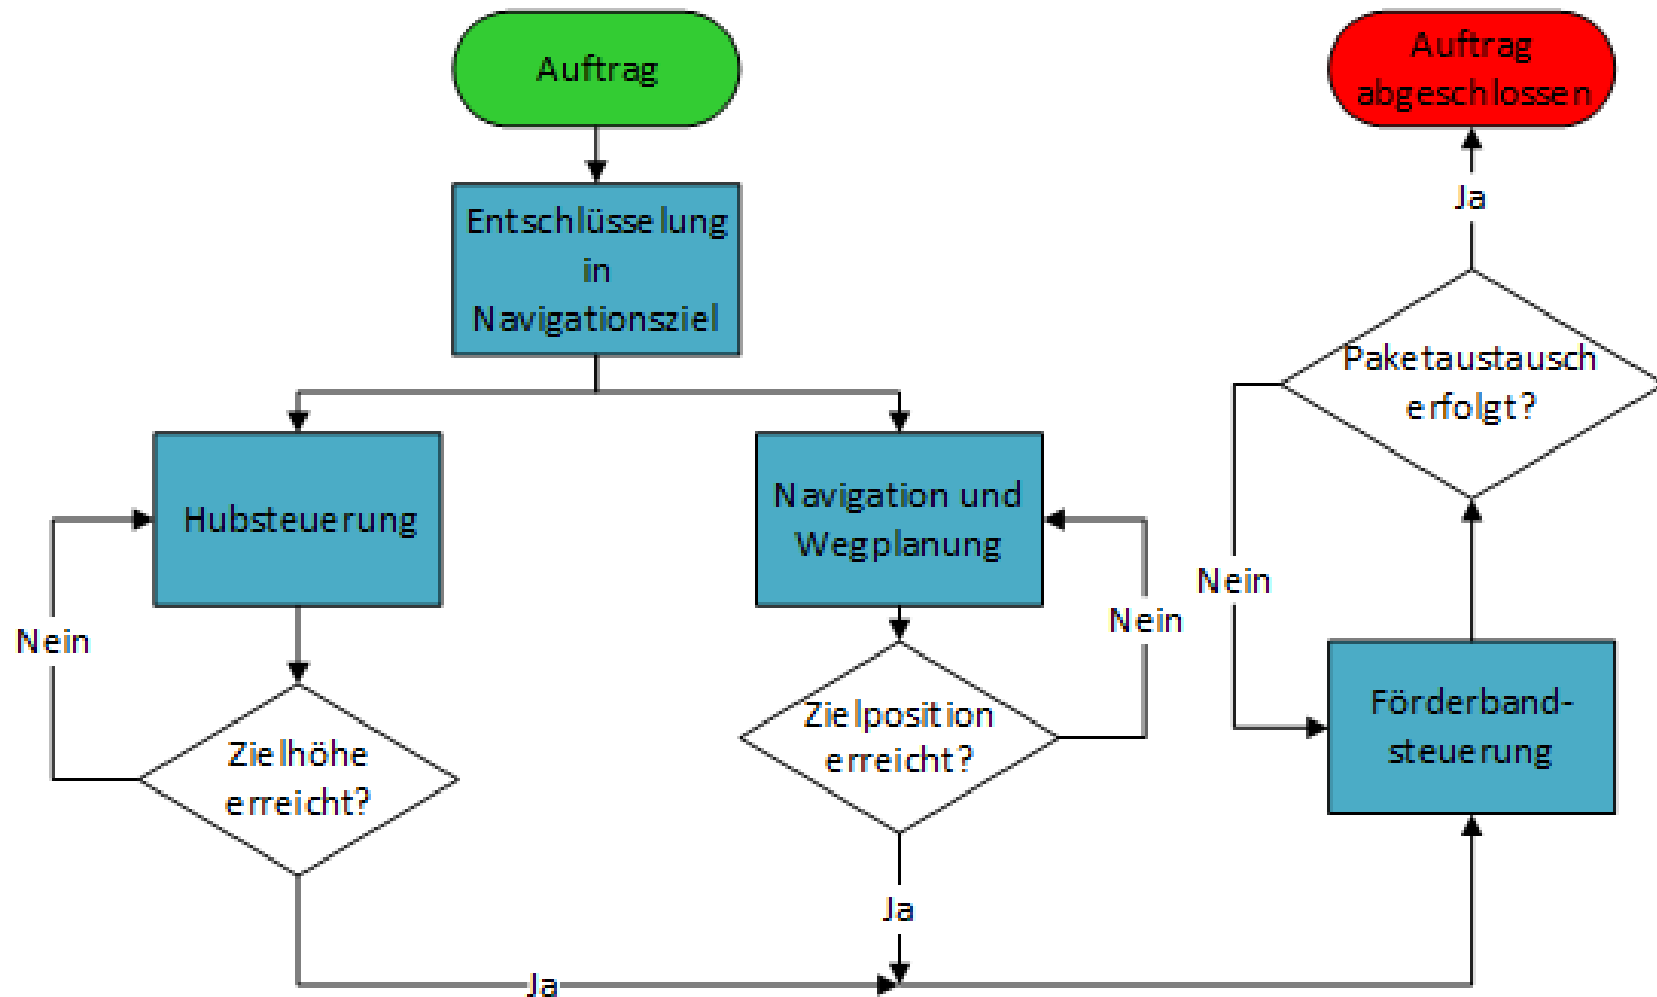 Auftrag
Entschlüsselung
in
Navigationsziel
Hubsteuerung
Nein
Zielhöhe
erreicht?
Ja
Navigation und
Wegplanung
Nein
Zielposition
erreicht?
Ja
Förderband-
steuerung
Nein
Paketaustausch
erfolgt?
Ja
Auftrag
abgeschlossen